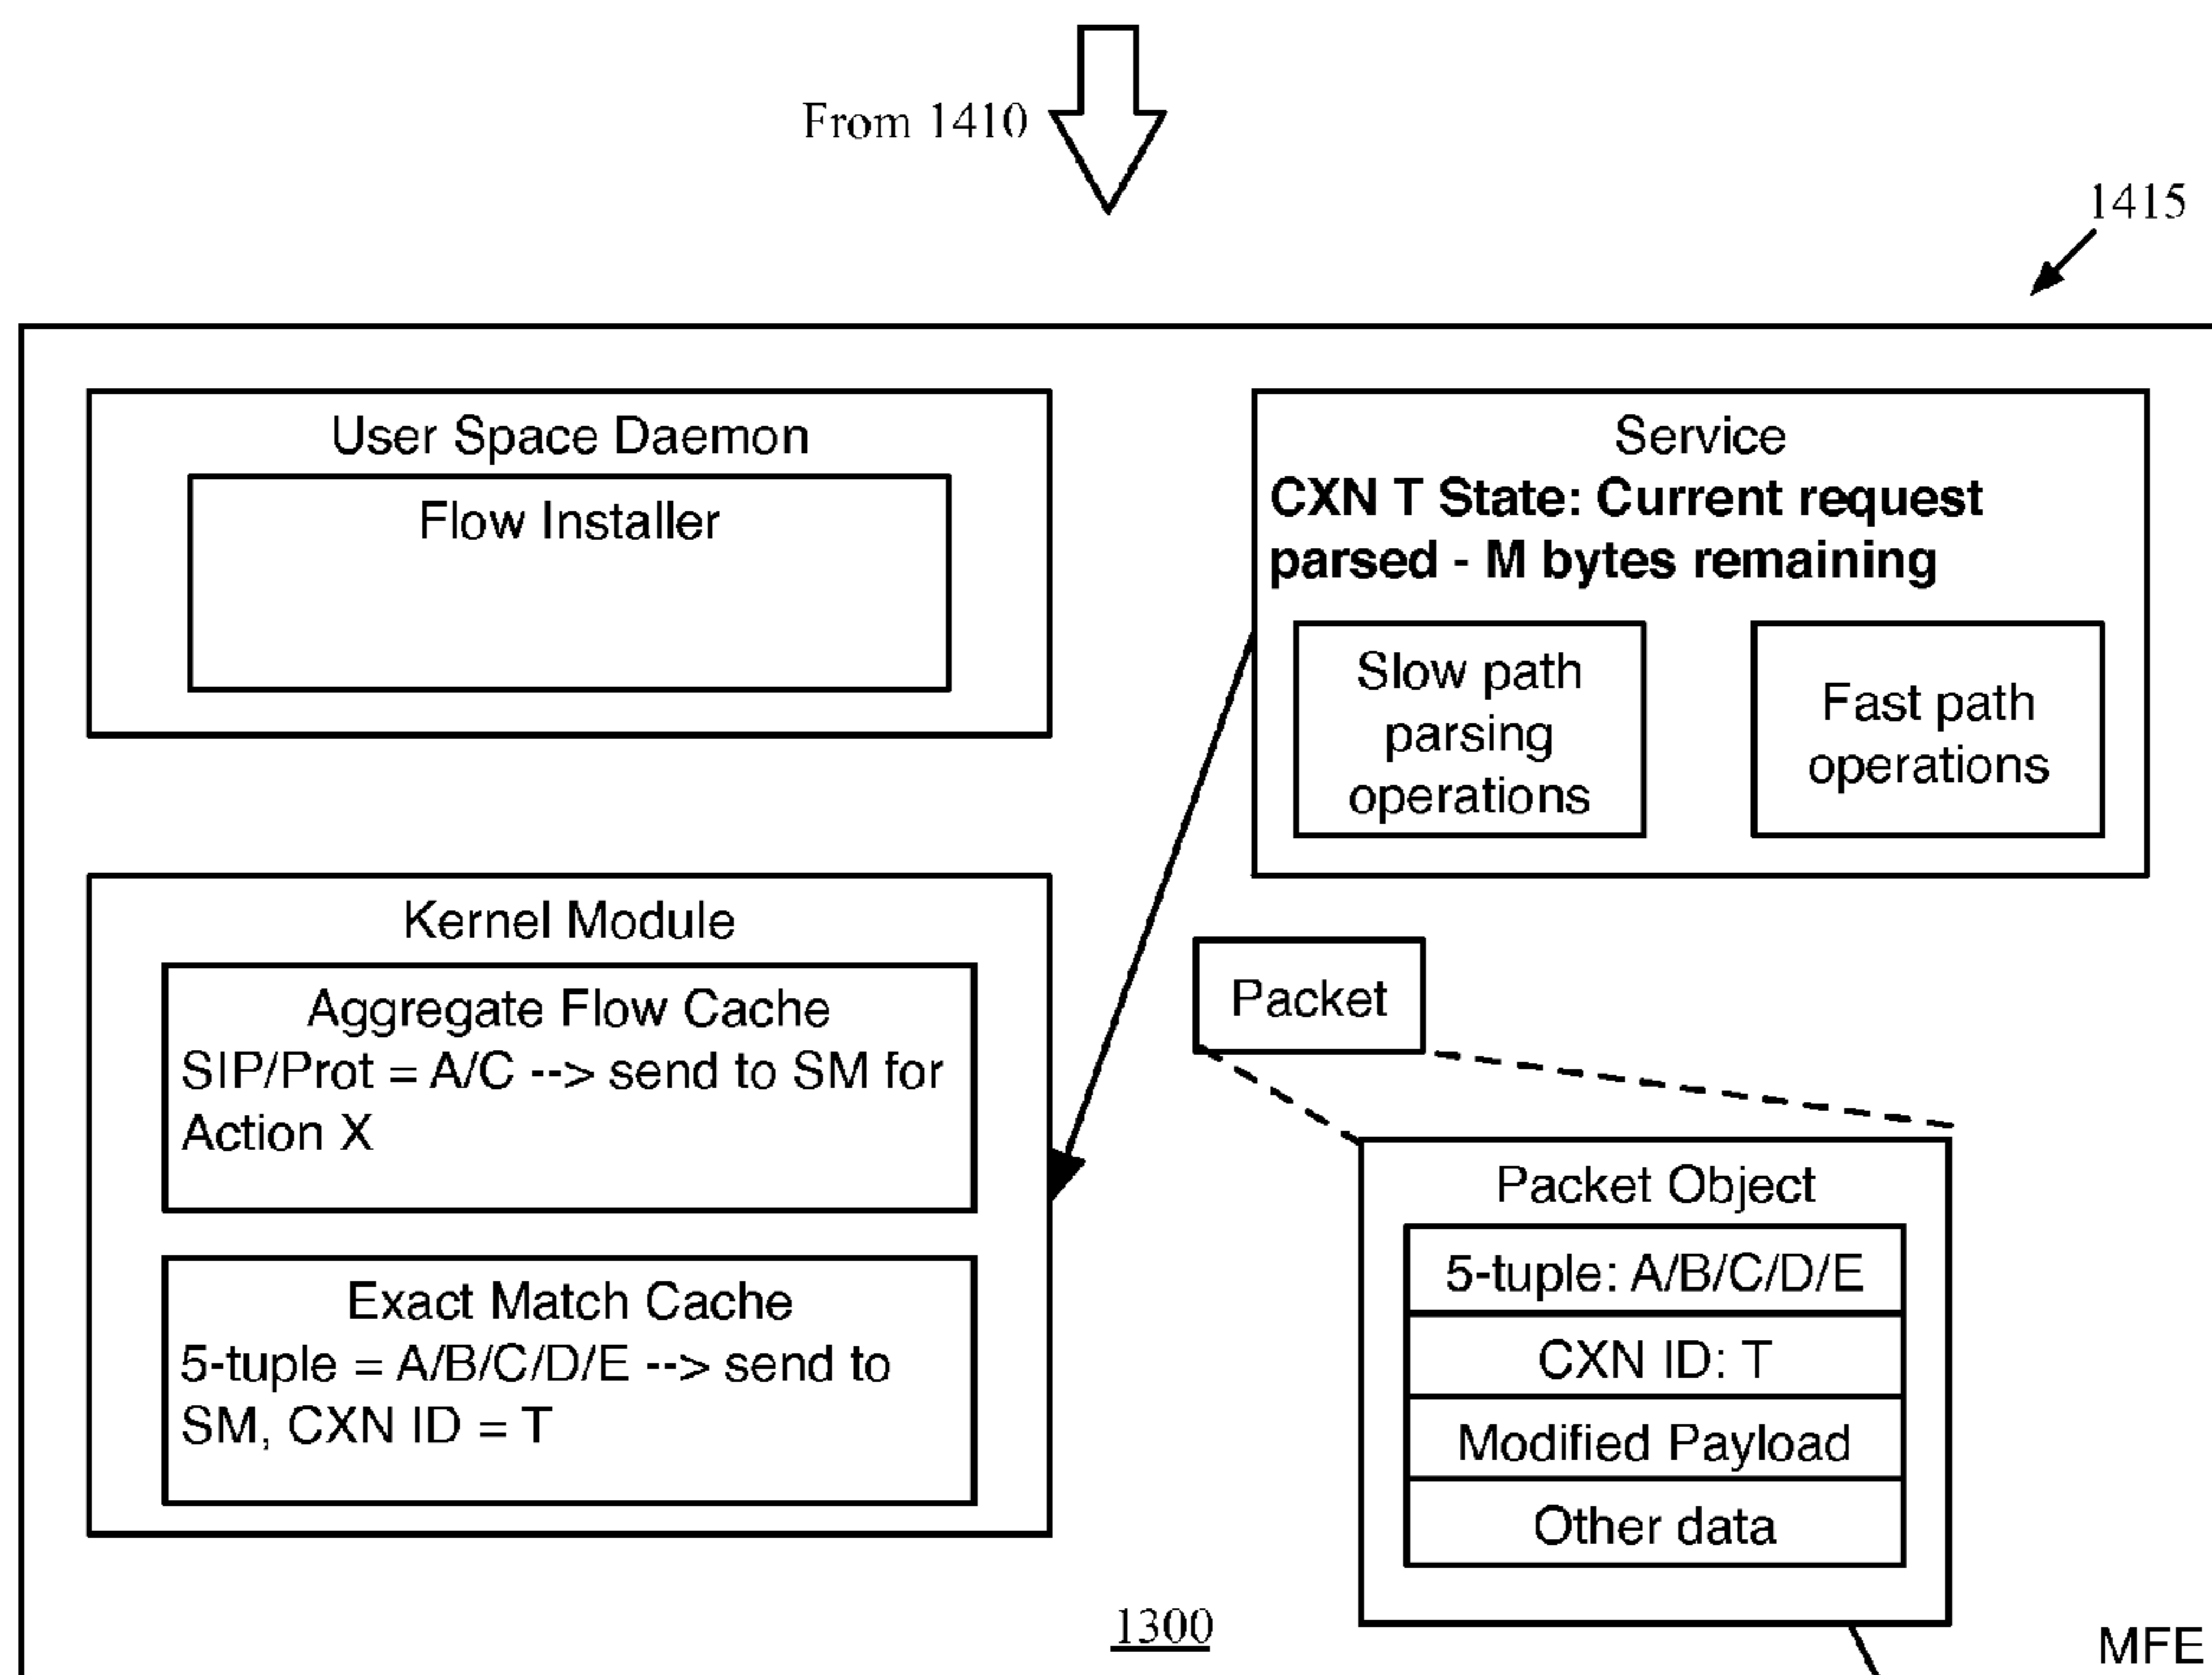 From 1410
1415
User Space Daemon
Flow Installer
Service
CXN T State: Current request
parsed - M bytes remaining
Slow path
parsing
operations
Fast path
operations
Kernel Module
Aggregate Flow Cache
SIP/Prot = A/C --> send to SM for
Action X
Exact Match Cache
5-tuple = A/B/C/D/E --> send to
SM, CXN ID = T
Packet
Packet Object
5-tuple: A/B/C/D/E
CXN ID: T
Modified Payload
Other data
1300
MFE